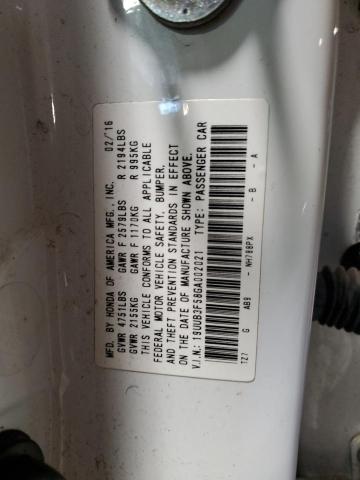 MFD. BY HONDA OF AMERICA MFG., INC. 02/16
GVWR 4751LBS GAWR F 2579LBS R 2194LBS
GVWR 2155KG GAWR F 1170KG R 995KG
THIS VEHICLE CONFORMS TO ALL APPLICABLE
FEDERAL MOTOR VEHICLE SAFETY, BUMPER,
AND THEFT PREVENTION STANDARDS IN EFFECT
ON THE DATE OF MANUFACTURE SHOWN ABOVE.
V.I.N.: 19UUB3F58GA002021 TYPE: PASSENGER CAR
TZ7 G AB9 - NH788PX - B - A